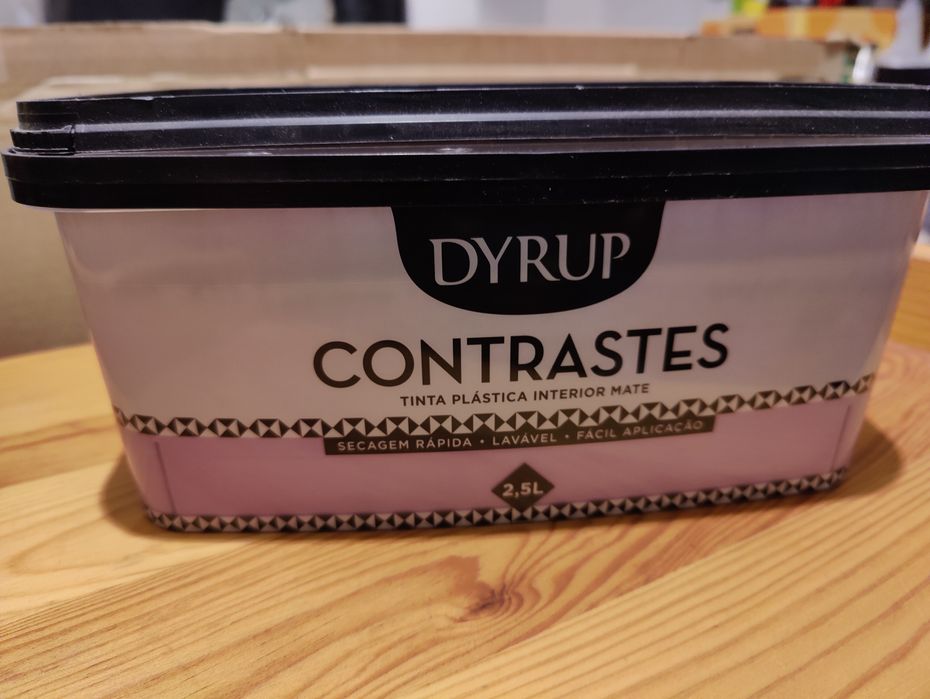 DYRUP
CONTRASTES
TINTA PLÁSTICA INTERIOR MATE
SECAGEM RÁPIDA • LAVÁVEL • FÁCIL APLICAÇÃO
2,5L